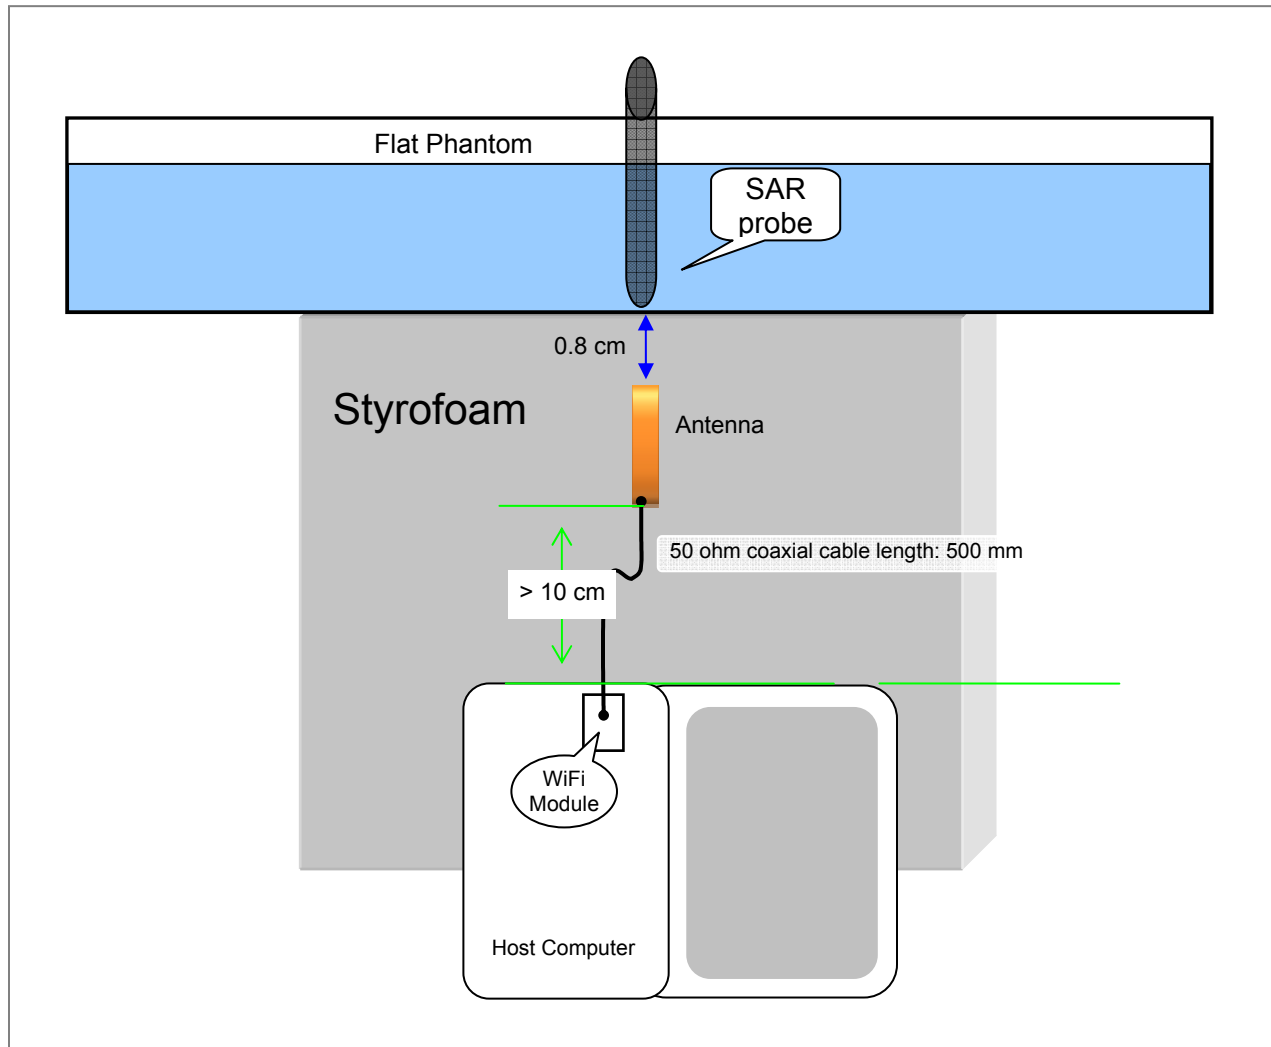 Flat Phantom
SAR
probe
0.8 cm
Styrofoam
Antenna
50 ohm coaxial cable length: 500 mm
> 10 cm
WiFi
Module
Host Computer